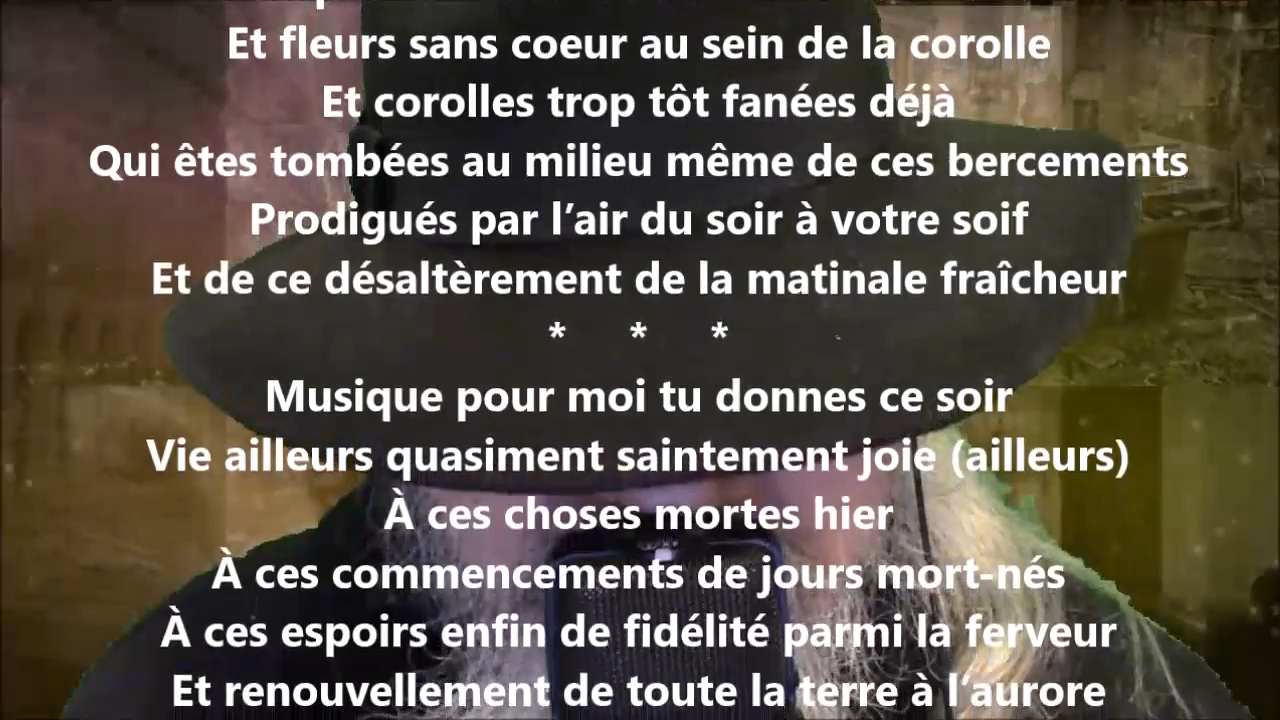 Et fleurs sans coeur au sein de la corolle
Et corolles trop tôt fanées déjà
Qui êtes tombées au milieu même de ces bercements
Prodigués par l’air du soir à votre soif
Et de ce désaltèrement de la matinale fraîcheur
* * *
Musique pour moi tu donnes ce soir
Vie ailleurs quasiment saintement joie (ailleurs)
À ces choses mortes hier
À ces commencements de jours mort-nés
À ces espoirs enfin de fidélité parmi la ferveur
Et renouvellement de toute la terre à l’aurore